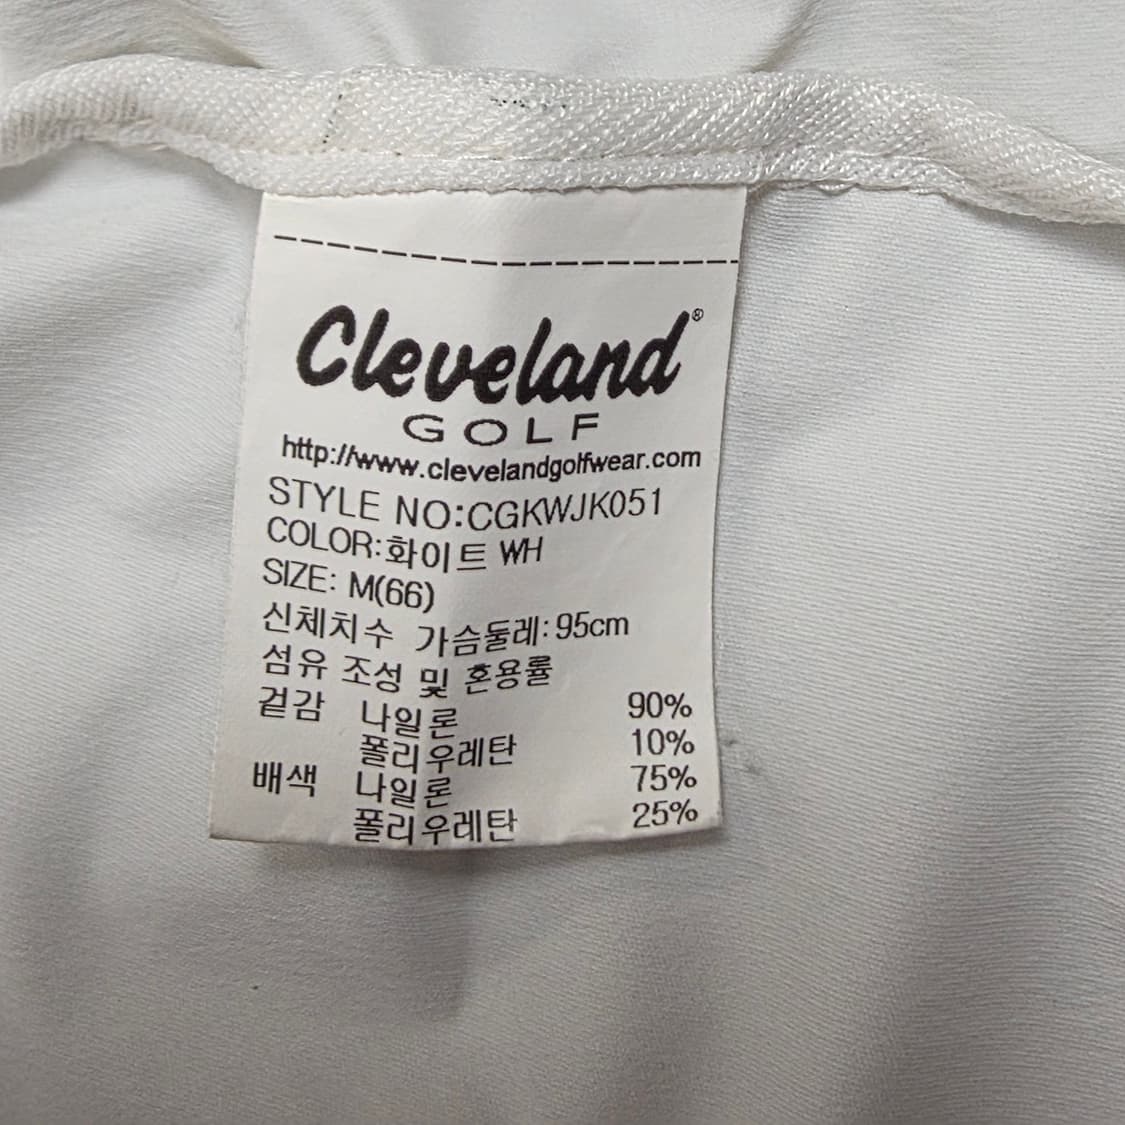 Cleveland®
GOLF
http://www.clevelandgolfwear.com
STYLE NO:CGKWJK051
COLOR:화이트 WH
SIZE: M(66)
신체치수 가슴둘레:95cm
섬유 조성 및 혼용률
겉감 나일론 90%
폴리우레탄 10%
배색 나일론 75%
폴리우레탄 25%